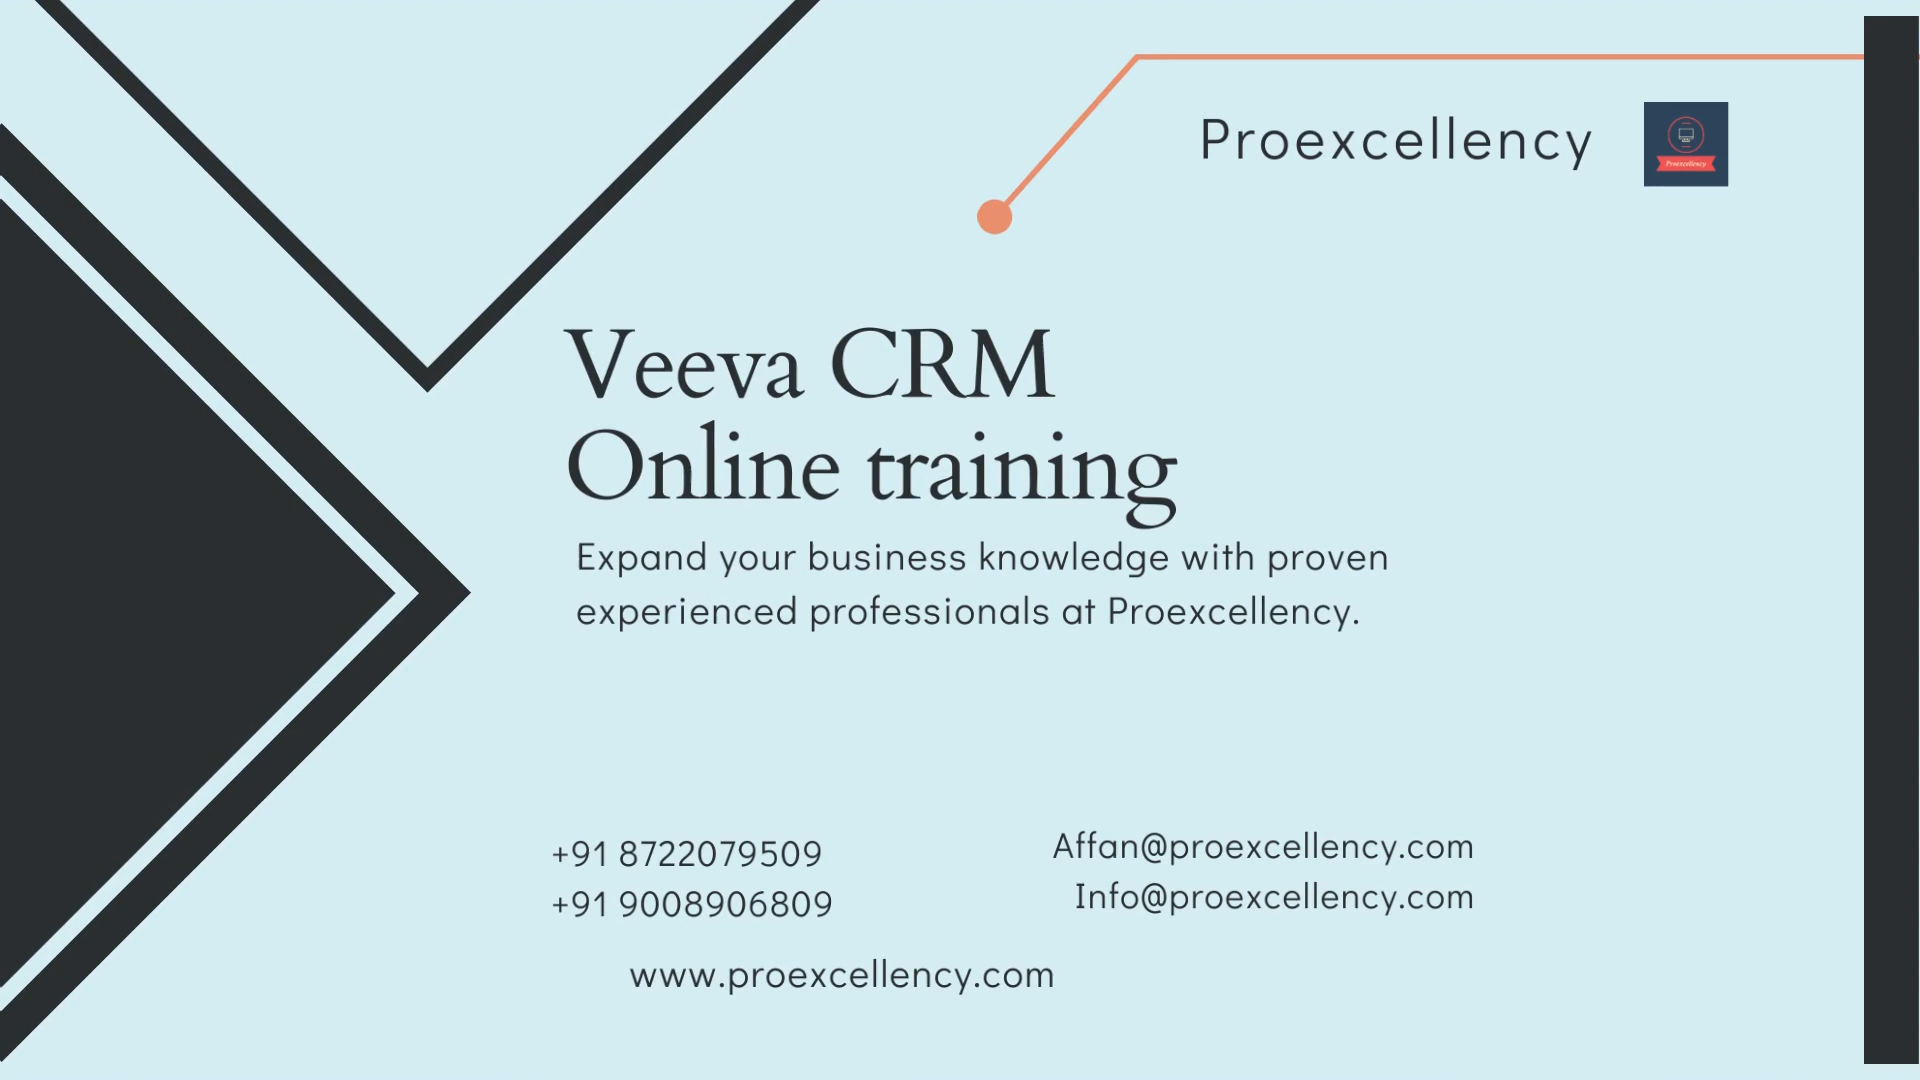 Proexcellency
Proexcellency
Veeva CRM
Online training
Expand your business knowledge with proven
experienced professionals at Proexcellency.
+91 8722079509
+91 9008906809
Affan@proexcellency.com
Info@proexcellency.com
www.proexcellency.com